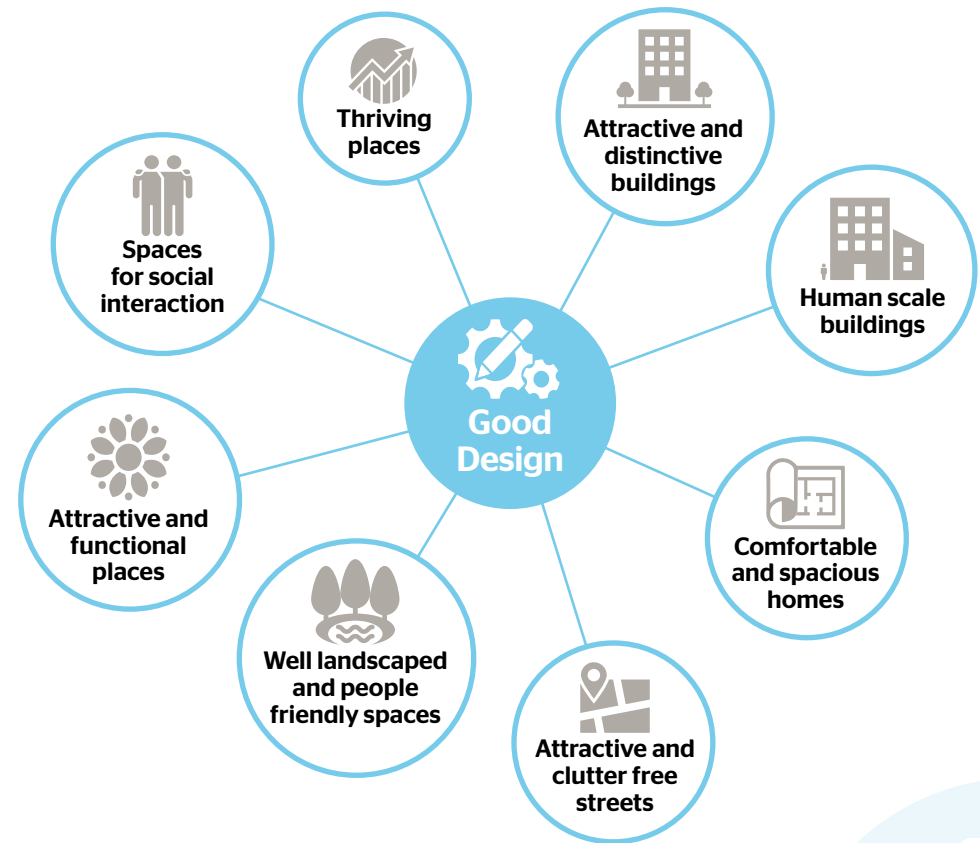 Thriving
places
Attractive and
distinctive
buildings
Human scale
buildings
Comfortable
and spacious
homes
Attractive and
clutter free
streets
Well landscaped
and people
friendly spaces
Attractive and
functional
places
Spaces
for social
interaction
Good
Design